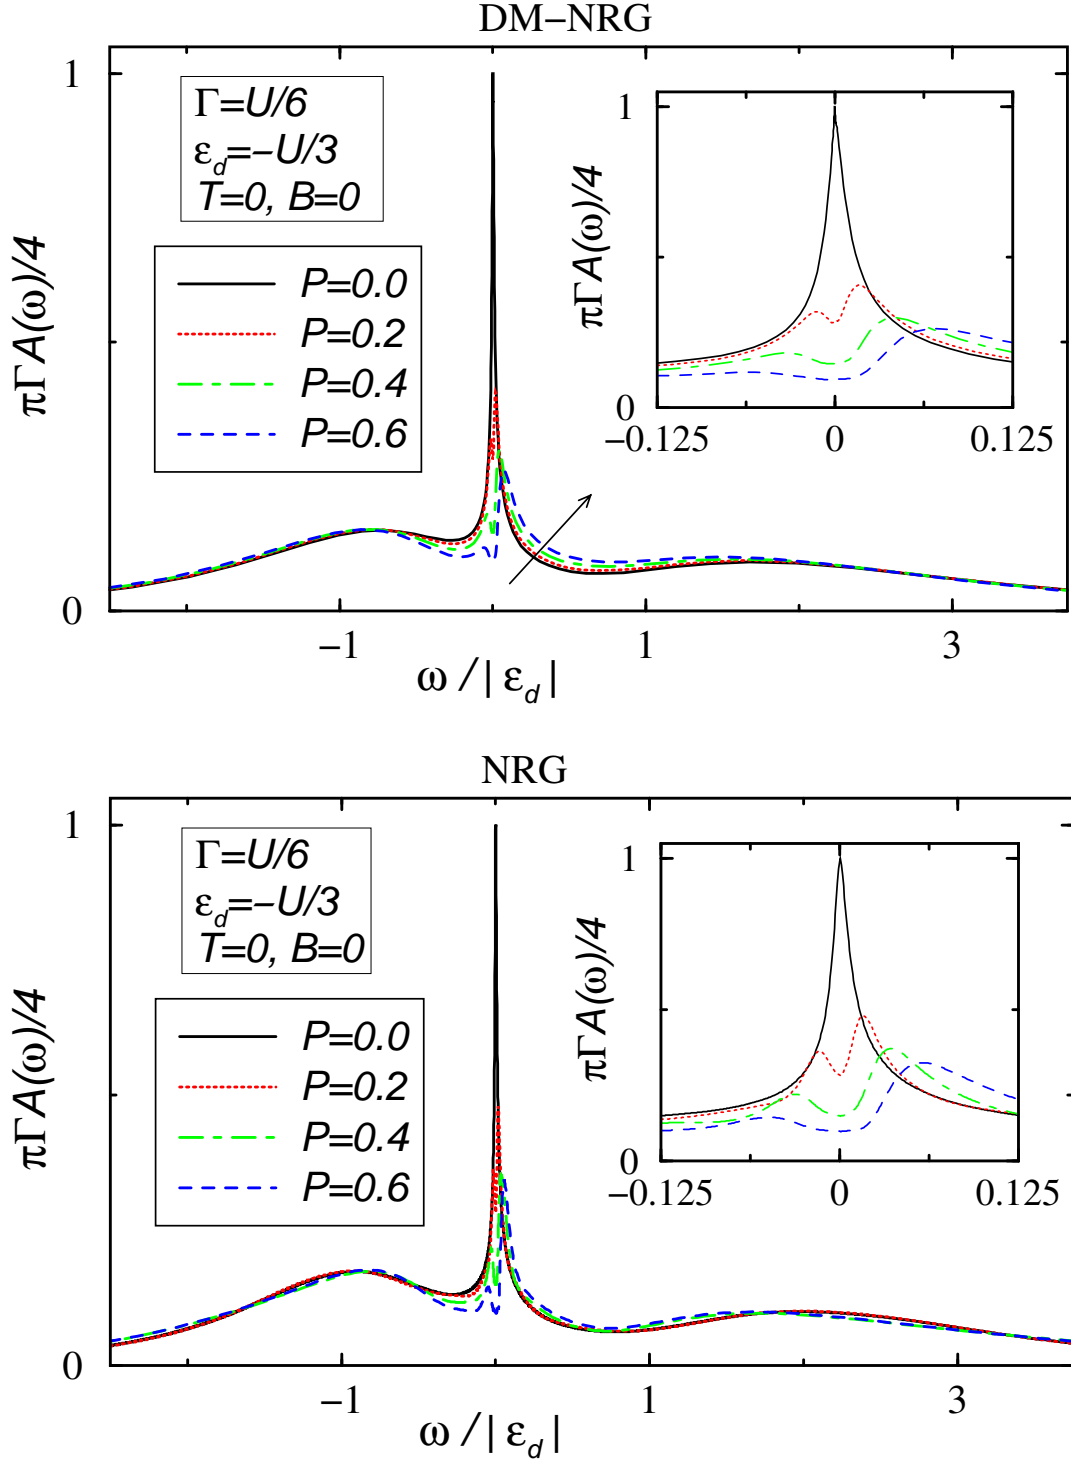 DM−NRG
πΓA(ω)/4
1
0
Γ=U/6
ε_d=−U/3
T=0, B=0
P=0.0
P=0.2
P=0.4
P=0.6
πΓA(ω)/4
1
0
−0.125
0
0.125
−1
1
3
ω / | ε_d |
NRG
πΓA(ω)/4
1
0
Γ=U/6
ε_d=−U/3
T=0, B=0
P=0.0
P=0.2
P=0.4
P=0.6
πΓA(ω)/4
1
0
−0.125
0
0.125
−1
1
3
ω / | ε_d |